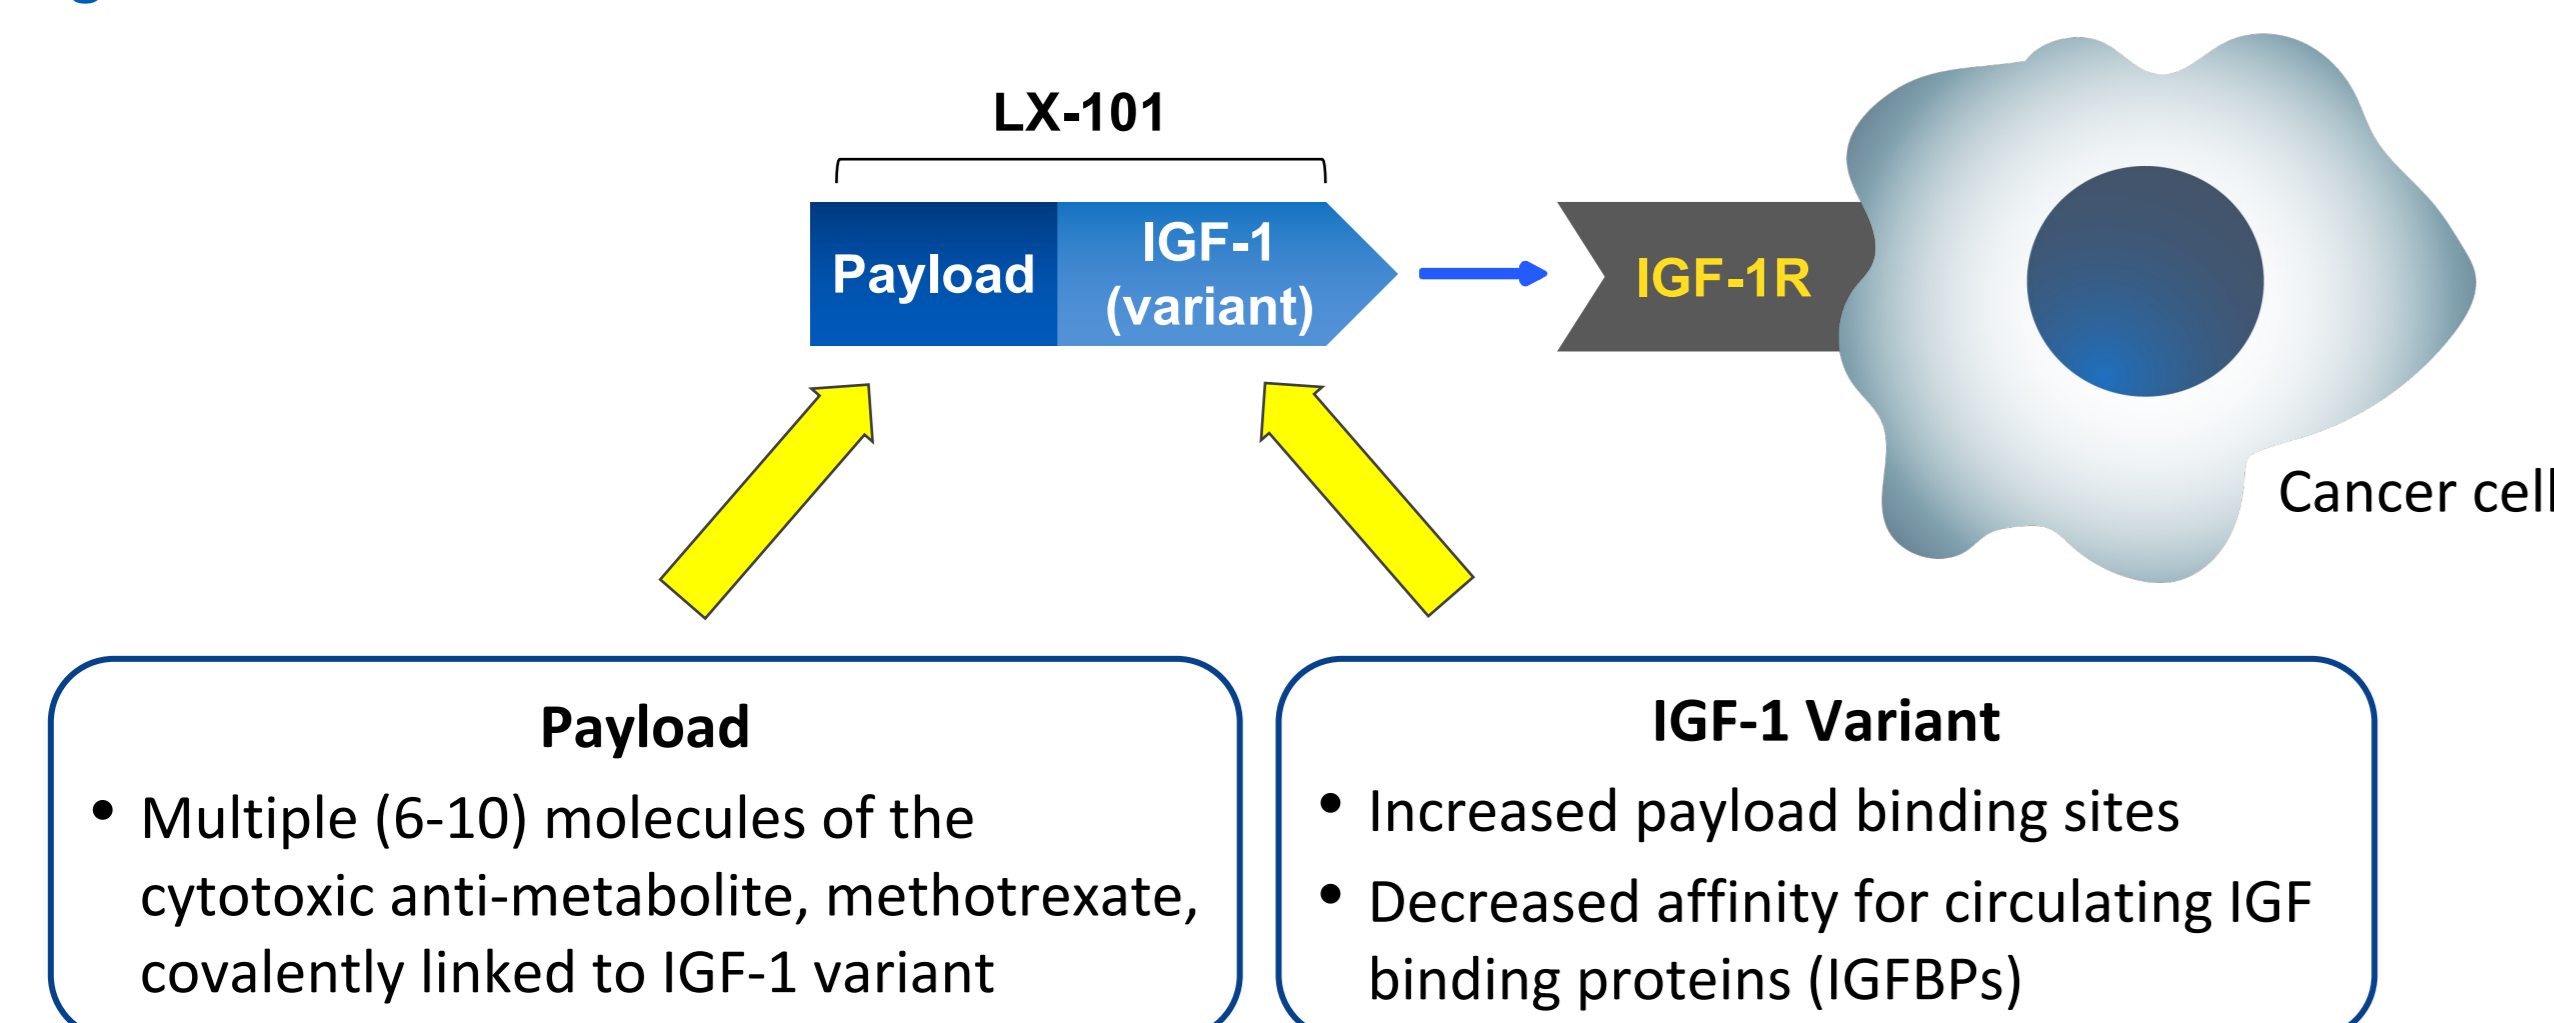 LX-101
Payload
IGF-1
(variant)
IGF-1R
Cancer cell
Payload
• Multiple (6-10) molecules of the
cytotoxic anti-metabolite, methotrexate,
covalently linked to IGF-1 variant
IGF-1 Variant
• Increased payload binding sites
• Decreased affinity for circulating IGF
binding proteins (IGFBPs)